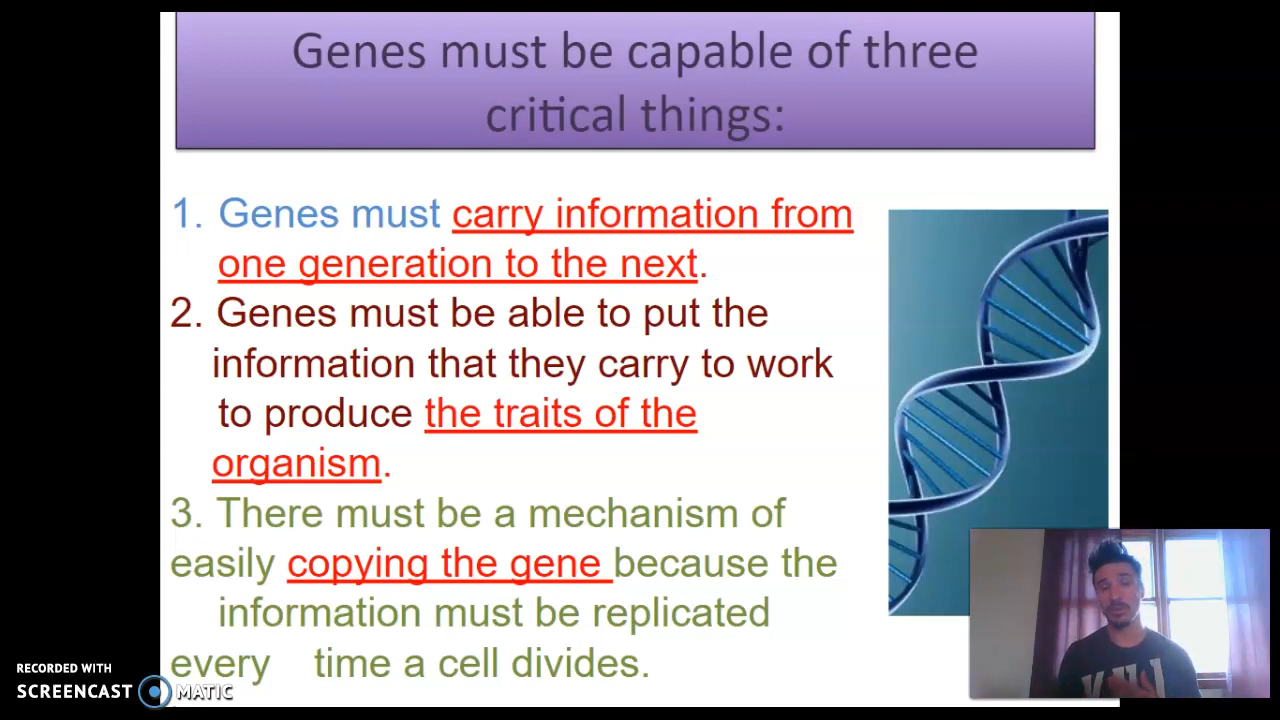 Genes must be capable of three
critical things:
1. Genes must carry information from
one generation to the next.
2. Genes must be able to put the
information that they carry to work
to produce the traits of the
organism.
3. There must be a mechanism of
easily copying the gene because the
information must be replicated
every time a cell divides.
RECORDED WITH
SCREENCAST MATIC